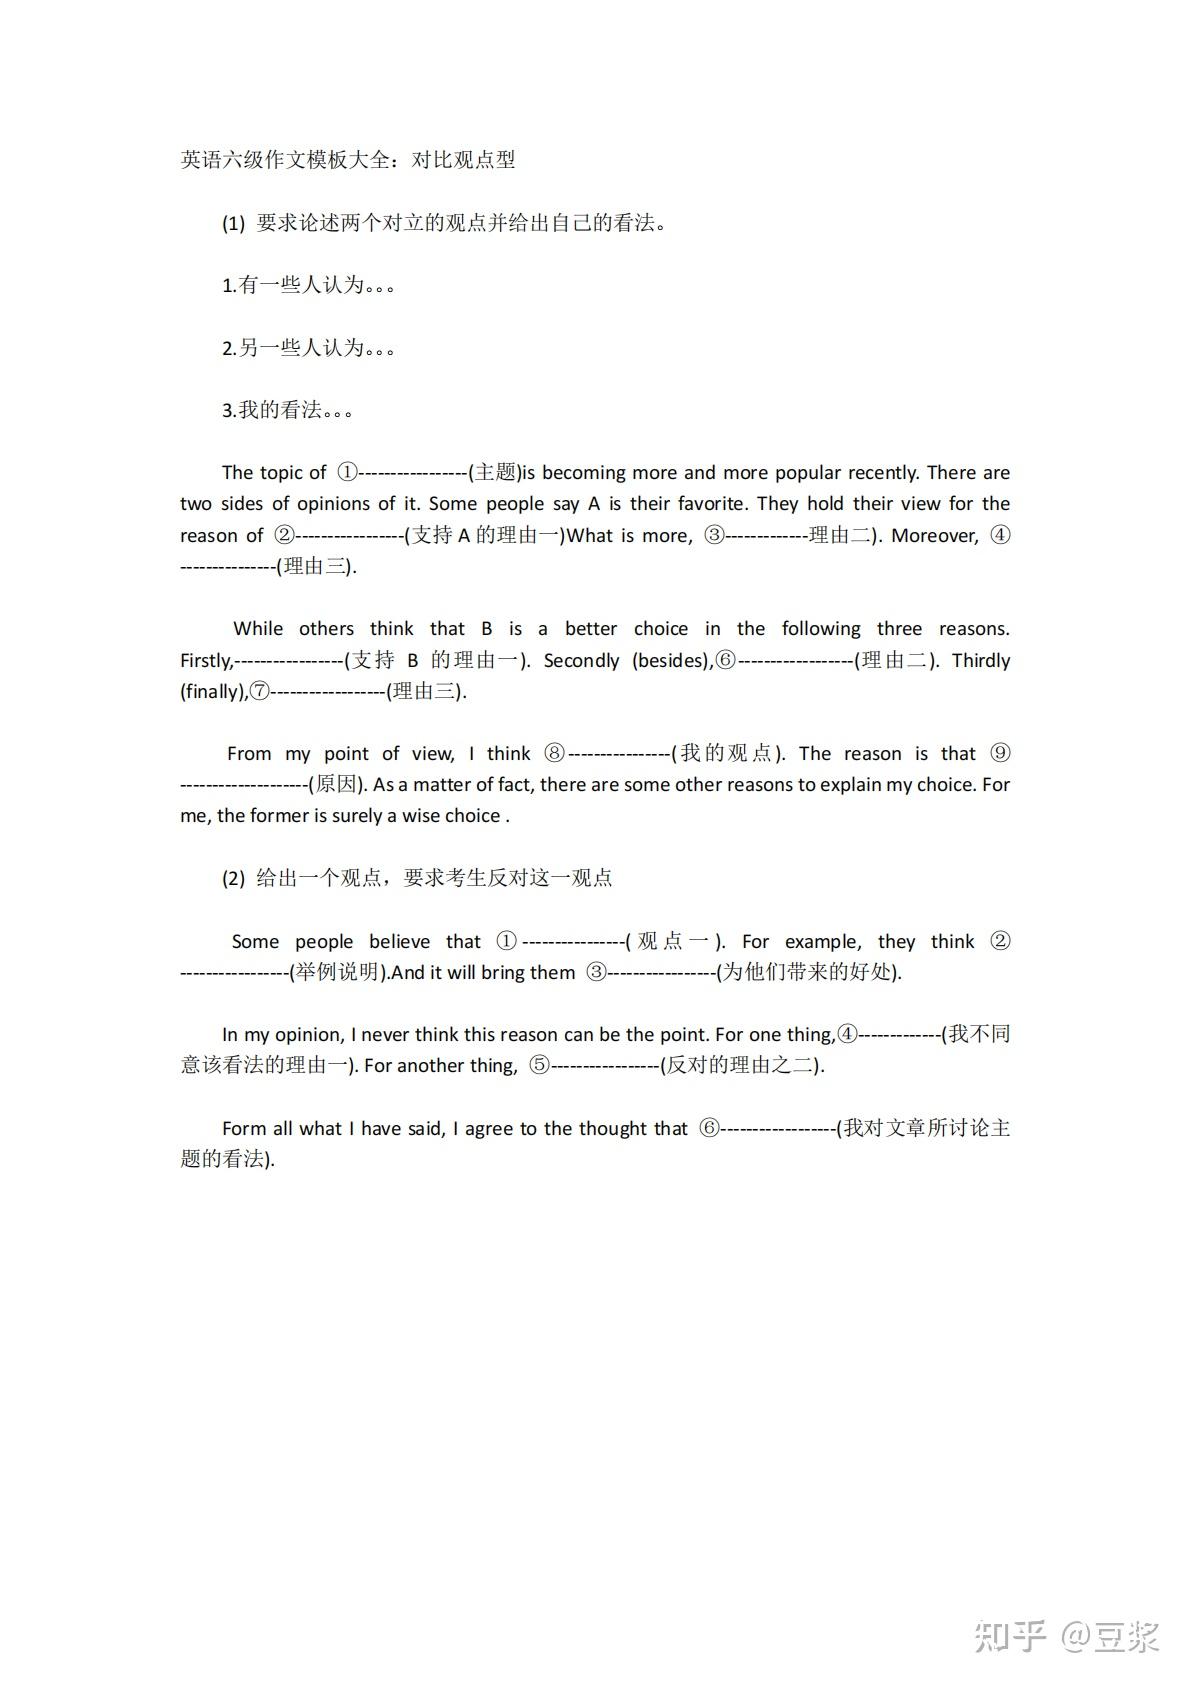 英语六级作文模板大全：对比观点型
(1) 要求论述两个对立的观点并给出自己的看法。
1.有一些人认为。。。
2.另一些人认为。。。
3.我的看法。。。
The topic of ①-----------------(主题)is becoming more and more popular recently. There are
two sides of opinions of it. Some people say A is their favorite. They hold their view for the
reason of ②-----------------(支持 A 的理由一)What is more, ③-------------理由二). Moreover, ④
---------------(理由三).
While others think that B is a better choice in the following three reasons.
Firstly,-----------------(支持 B 的理由一). Secondly (besides),⑥------------------(理由二). Thirdly
(finally),⑦------------------(理由三).
From my point of view, I think ⑧----------------(我的观点). The reason is that ⑨
--------------------(原因). As a matter of fact, there are some other reasons to explain my choice. For
me, the former is surely a wise choice .
(2) 给出一个观点，要求考生反对这一观点
Some people believe that ①----------------(观点一). For example, they think ②
-----------------(举例说明).And it will bring them ③-----------------(为他们带来的好处).
In my opinion, I never think this reason can be the point. For one thing,④-------------(我不同
意该看法的理由一). For another thing, ⑤-----------------(反对的理由之二).
Form all what I have said, I agree to the thought that ⑥------------------(我对文章所讨论主
题的看法).
知乎 @豆浆